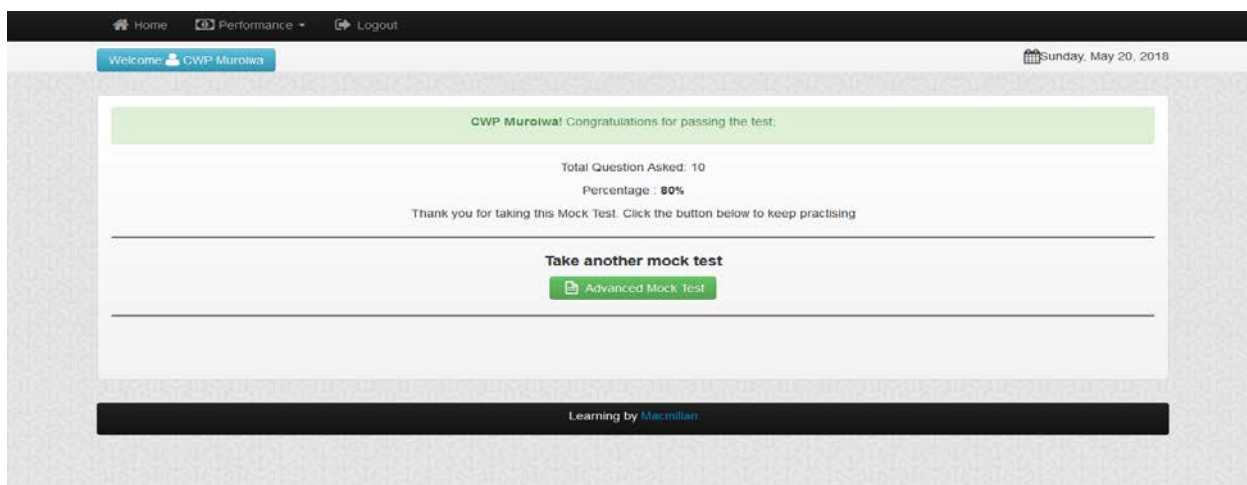 Home Performance Logout
Welcome CWP Muroiwa
Sunday, May 20, 2018
CWP Muroiwa! Congratulations for passing the test;
Total Question Asked: 10
Percentage : 80%
Thank you for taking this Mock Test. Click the button below to keep practising
Take another mock test
Advanced Mock Test
Learning by Macmillan